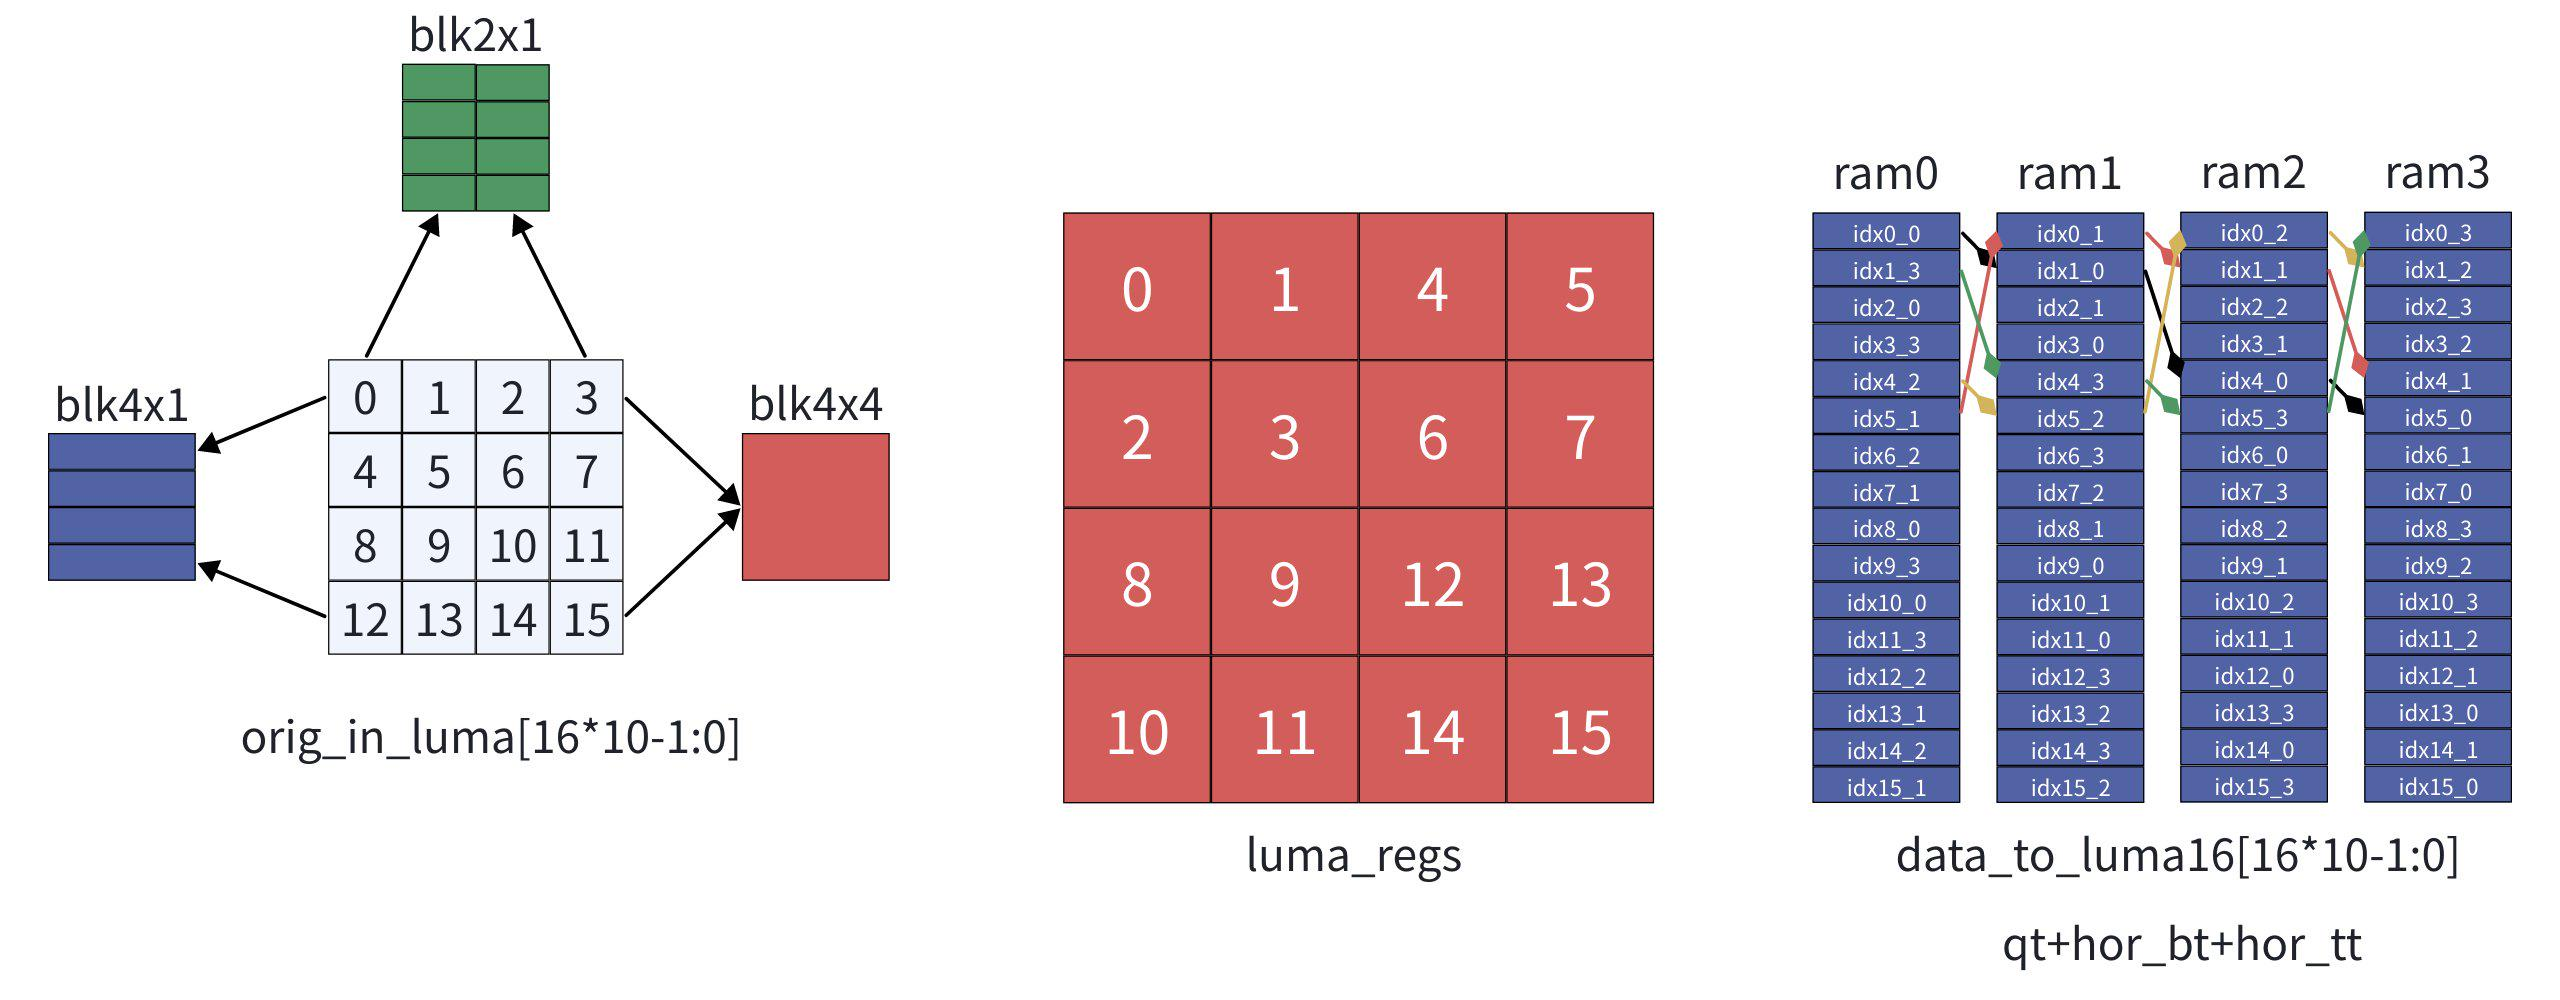 blk2x1
blk4x1
0 1 2 3
4 5 6 7
8 9 10 11
12 13 14 15
blk4x4
orig_in_luma[16*10-1:0]
0 1 4 5
2 3 6 7
8 9 12 13
10 11 14 15
luma_regs
ram0 ram1 ram2 ram3
idx0_0 idx0_1 idx0_2 idx0_3
idx1_3 idx1_0 idx1_1 idx1_2
idx2_0 idx2_1 idx2_2 idx2_3
idx3_3 idx3_0 idx3_1 idx3_2
idx4_2 idx4_3 idx4_0 idx4_1
idx5_1 idx5_2 idx5_3 idx5_0
idx6_2 idx6_3 idx6_0 idx6_1
idx7_1 idx7_2 idx7_3 idx7_0
idx8_0 idx8_1 idx8_2 idx8_3
idx9_3 idx9_0 idx9_1 idx9_2
idx10_0 idx10_1 idx10_2 idx10_3
idx11_3 idx11_0 idx11_1 idx11_2
idx12_2 idx12_3 idx12_0 idx12_1
idx13_1 idx13_2 idx13_3 idx13_0
idx14_2 idx14_3 idx14_0 idx14_1
idx15_1 idx15_2 idx15_3 idx15_0
data_to_luma16[16*10-1:0]
qt+hor_bt+hor_tt